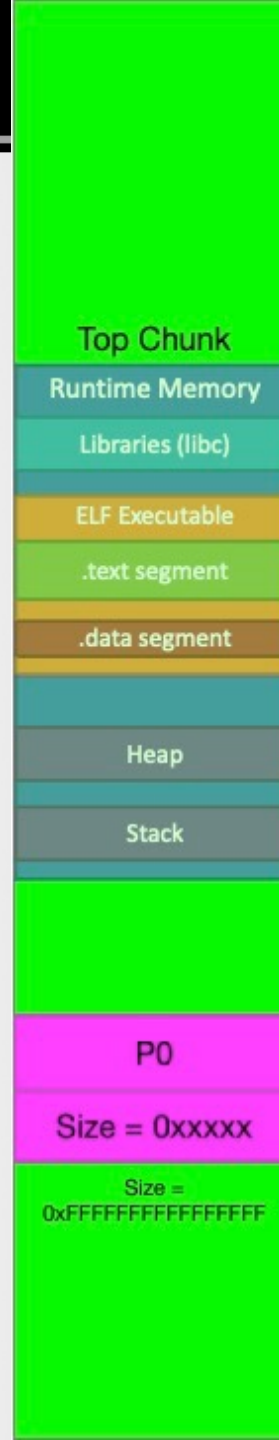 Top Chunk
Runtime Memory
Libraries (libc)
ELF Executable
.text segment
.data segment
Heap
Stack
P0
Size = 0xxxxx
Size =
0xFFFFFFFFFFFFFFFF